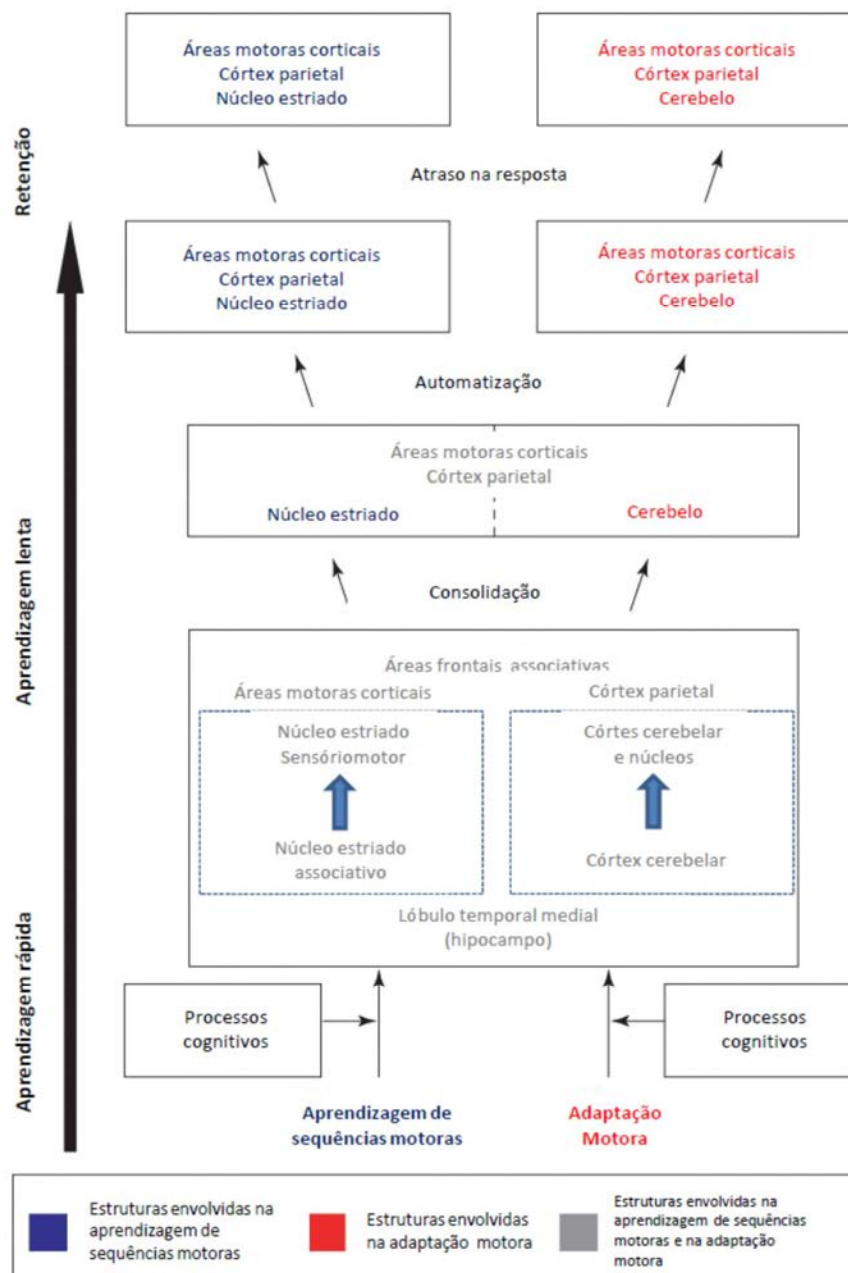 Áreas motoras corticais
Córtex parietal
Núcleo estriado
Áreas motoras corticais
Córtex parietal
Cerebelo
Retenção
Atraso na resposta
Áreas motoras corticais
Córtex parietal
Núcleo estriado
Áreas motoras corticais
Córtex parietal
Cerebelo
Automatização
Áreas motoras corticais
Córtex parietal
Núcleo estriado
Cerebelo
Aprendizagem lenta
Consolidação
Áreas frontais associativas
Áreas motoras corticais
Córtex parietal
Núcleo estriado
Sensóriomotor
Córtes cerebelar
e núcleos
Núcleo estriado
associativo
Córtex cerebelar
Lóbulo temporal medial
(hipocampo)
Aprendizagem rápida
Processos
cognitivos
Processos
cognitivos
Aprendizagem de
sequências motoras
Adaptação
Motora
Estruturas envolvidas na
aprendizagem de
sequências motoras
Estruturas envolvidas
na adaptação motora
Estruturas envolvidas na
aprendizagem de sequências
motoras e na adaptação
motora